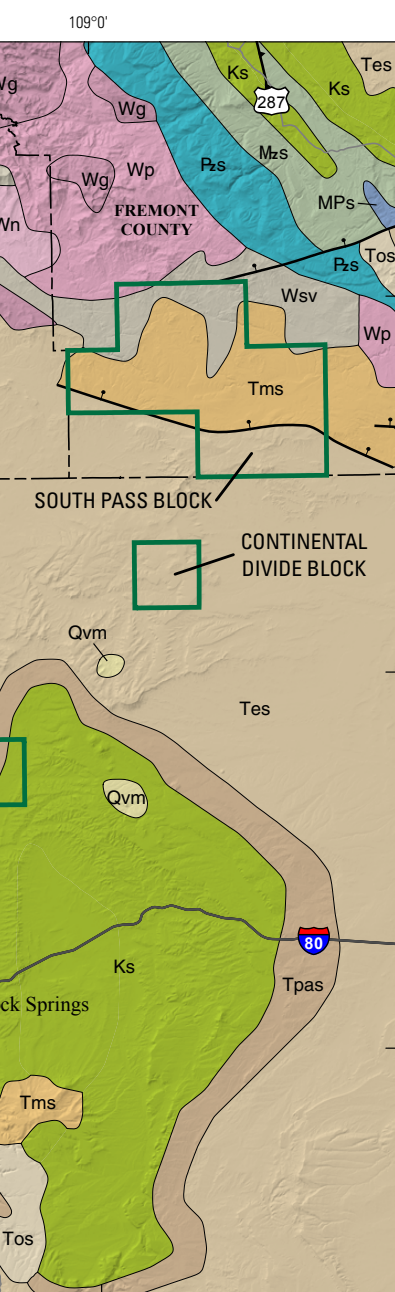 109°0'
Wg
Ks
Tes
Ks
287
Wg
Mzs
Pzs
Wp
Wg
MPs
FREMONT
COUNTY
Wn
Pzs
Tos
Wsv
Wp
Tms
SOUTH PASS BLOCK
CONTINENTAL
DIVIDE BLOCK
Qvm
Tes
Qvm
80
Ks
Tpas
ck Springs
Tms
Tos